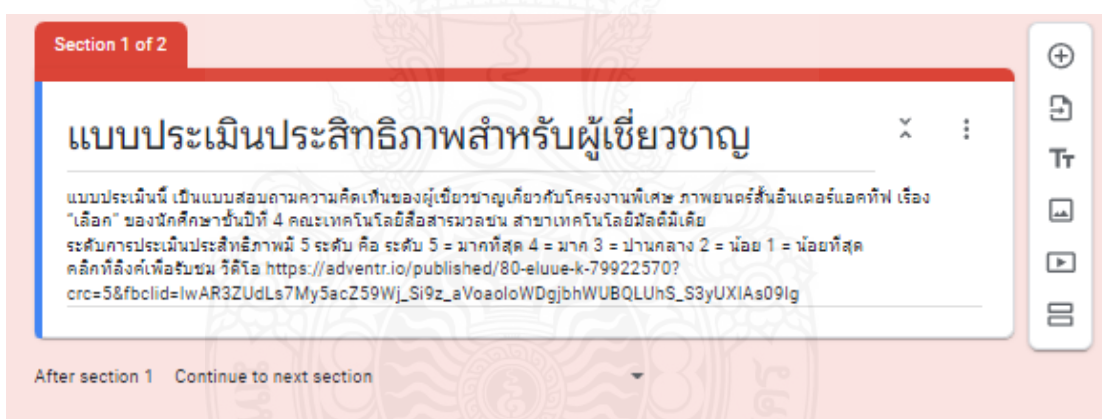 Section 1 of 2
แบบประเมินประสิทธิภาพสำหรับผู้เชี่ยวชาญ
แบบประเมินนี้ เป็นแบบสอบถามความคิดเห็นของผู้เชี่ยวชาญเกี่ยวกับโครงงานพิเศษ ภาพยนตร์สั้นอินเตอร์แอคทีฟ เรื่อง
“เลือก” ของนักศึกษาชั้นปีที่ 4 คณะเทคโนโลยีสื่อสารมวลชน สาขาเทคโนโลยีมัลติมีเดีย
ระดับการประเมินประสิทธิภาพมี 5 ระดับ คือ ระดับ 5 = มากที่สุด 4 = มาก 3 = ปานกลาง 2 = น้อย 1 = น้อยที่สุด
คลิกที่ลิงค์เพื่อรับชม วีดีโอ https://adventr.io/published/80-eluue-k-79922570?
crc=5&fbclid=IwAR3ZUdLs7My5acZ59Wj_Si9z_aVoaoloWDgjbhWUBQLUhS_S3yUXIAs09Ig
After section 1 Continue to next section